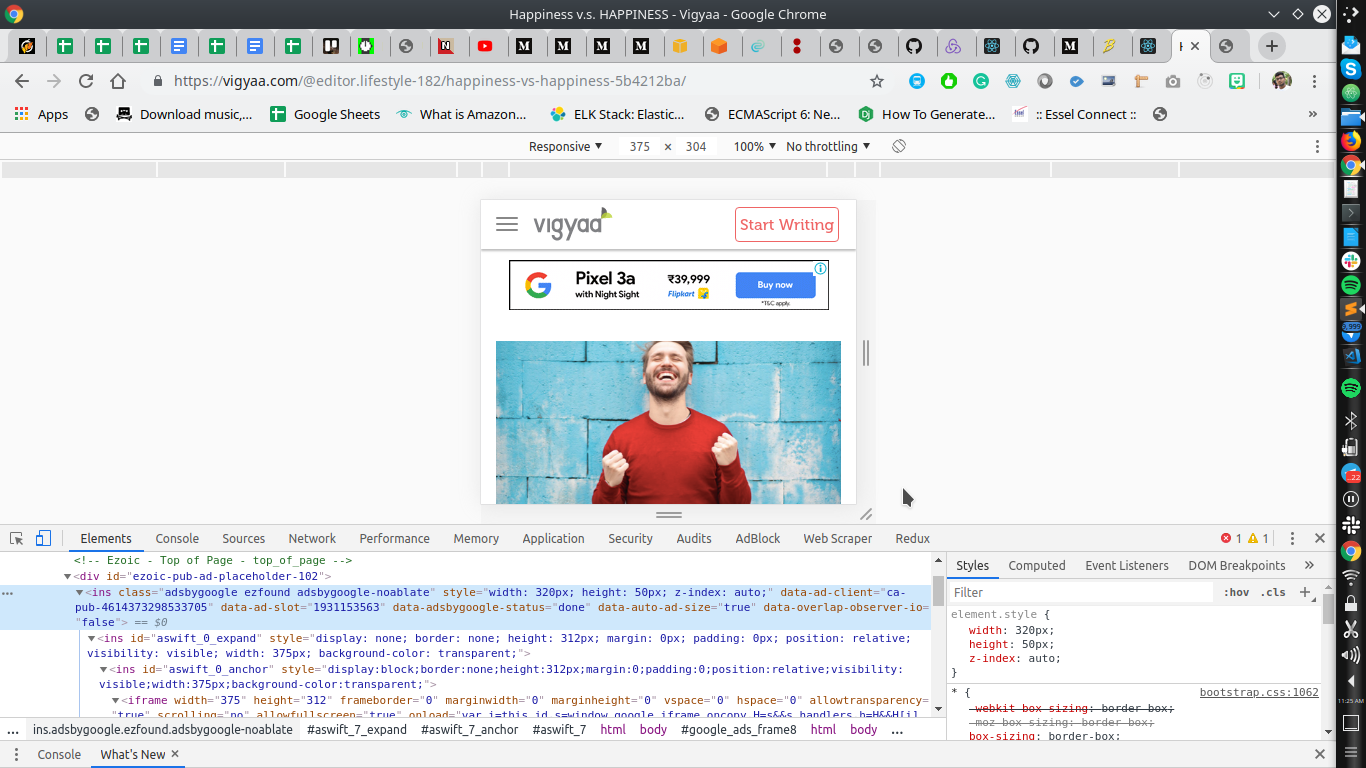 Happiness v.s. HAPPINESS - Vigyaa - Google Chrome
https://vigyaa.com/@editor.lifestyle-182/happiness-vs-happiness-5b4212ba/
Apps Download music,... Google Sheets What is Amazon... ELK Stack: Elastic... ECMAScript 6: Ne... How To Generate... :: Essel Connect :: »
Responsive ▼ 375 × 304 100% ▼ No throttling ▼
vigyaa Start Writing
Pixel 3a
with Night Sight
₹39,999
Flipkart
Buy now
*T&C apply.
Elements Console Sources Network Performance Memory Application Security Audits AdBlock Web Scraper Redux 1 1
<!-- Ezoic - Top of Page - top_of_page -->
▼<div id="ezoic-pub-ad-placeholder-102">
▼<ins class="adsbygoogle ezfound adsbygoogle-noablate" style="width: 320px; height: 50px; z-index: auto;" data-ad-client="ca-
pub-4614373298533705" data-ad-slot="1931153563" data-adsbygoogle-status="done" data-auto-ad-size="true" data-overlap-observer-io=
"false"> == $0
▼<ins id="aswift_0_expand" style="display: none; border: none; height: 312px; margin: 0px; padding: 0px; position: relative;
visibility: visible; width: 375px; background-color: transparent;">
▼<ins id="aswift_0_anchor" style="display:block;border:none;height:312px;margin:0;padding:0;position:relative;visibility:
visible;width:375px;background-color:transparent;">
▼<iframe width="375" height="312" frameborder="0" marginwidth="0" marginheight="0" vspace="0" hspace="0" allowtransparency=
"true" scrolling="no" allowfullscreen="true"
... ins.adsbygoogle.ezfound.adsbygoogle-noablate #aswift_7_expand #aswift_7_anchor #aswift_7 html body #google_ads_frame8 html body ...
Styles Computed Event Listeners DOM Breakpoints »
Filter :hov .cls +
element.style {
width: 320px;
height: 50px;
z-index: auto;
}
* { bootstrap.css:1062
-webkit-box-sizing: border-box;
-moz-box-sizing: border-box;
box-sizing: border-box;
Console What's New ×
11:25 AM